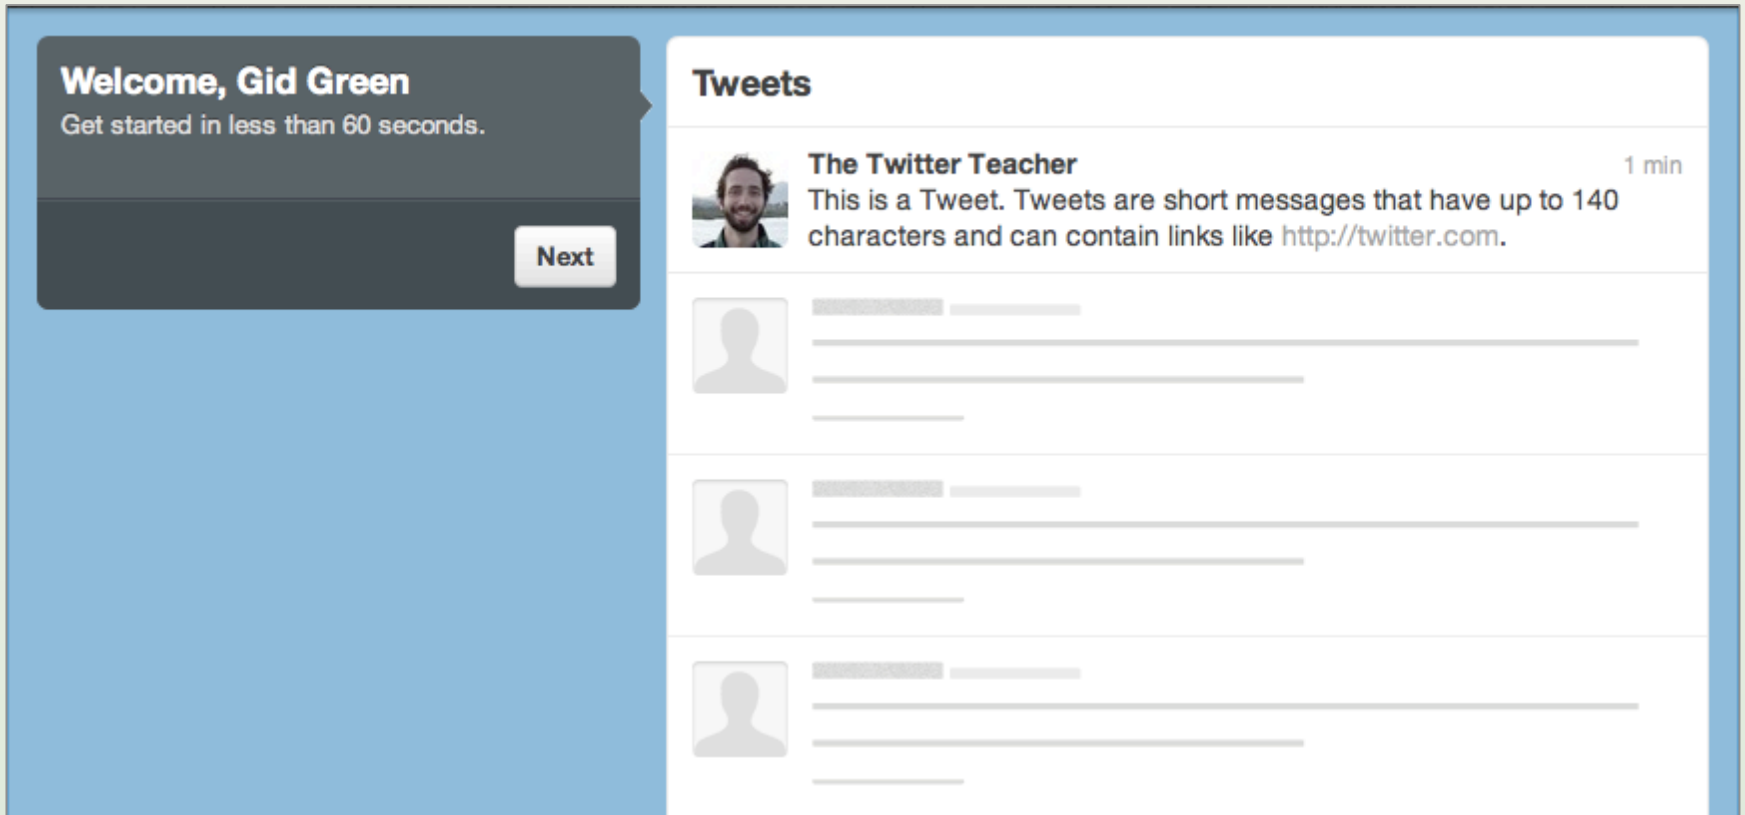 Welcome, Gid Green
Get started in less than 60 seconds.
Next
Tweets
The Twitter Teacher
1 min
This is a Tweet. Tweets are short messages that have up to 140
characters and can contain links like http://twitter.com.